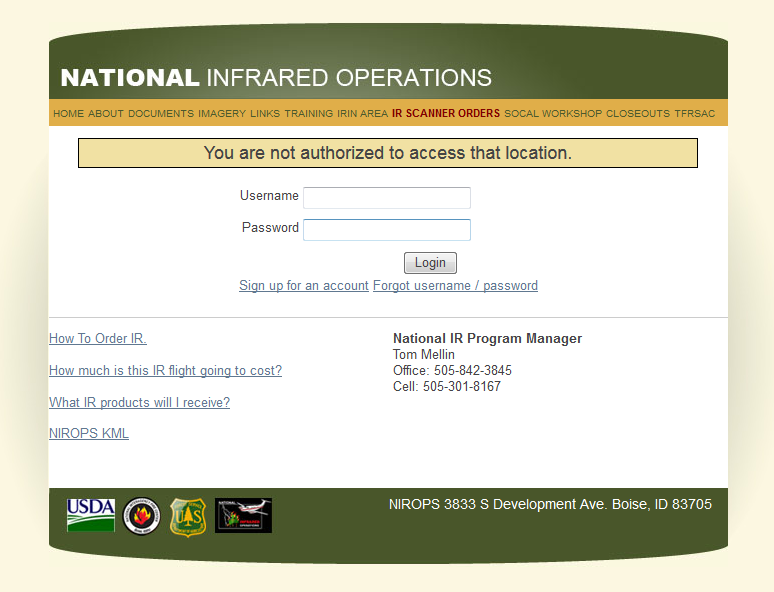 NATIONAL INFRARED OPERATIONS
HOME ABOUT DOCUMENTS IMAGERY LINKS TRAINING IRIN AREA IR SCANNER ORDERS SOCAL WORKSHOP CLOSEOUTS TFRSAC
You are not authorized to access that location.
Username
Password
Login
Sign up for an account Forgot username / password
How To Order IR.
How much is this IR flight going to cost?
What IR products will I receive?
NIROPS KML
National IR Program Manager
Tom Mellin
Office: 505-842-3845
Cell: 505-301-8167
USDA
UAS
NATIONAL
INFRARED
OPERATIONS
NIROPS 3833 S Development Ave. Boise, ID 83705